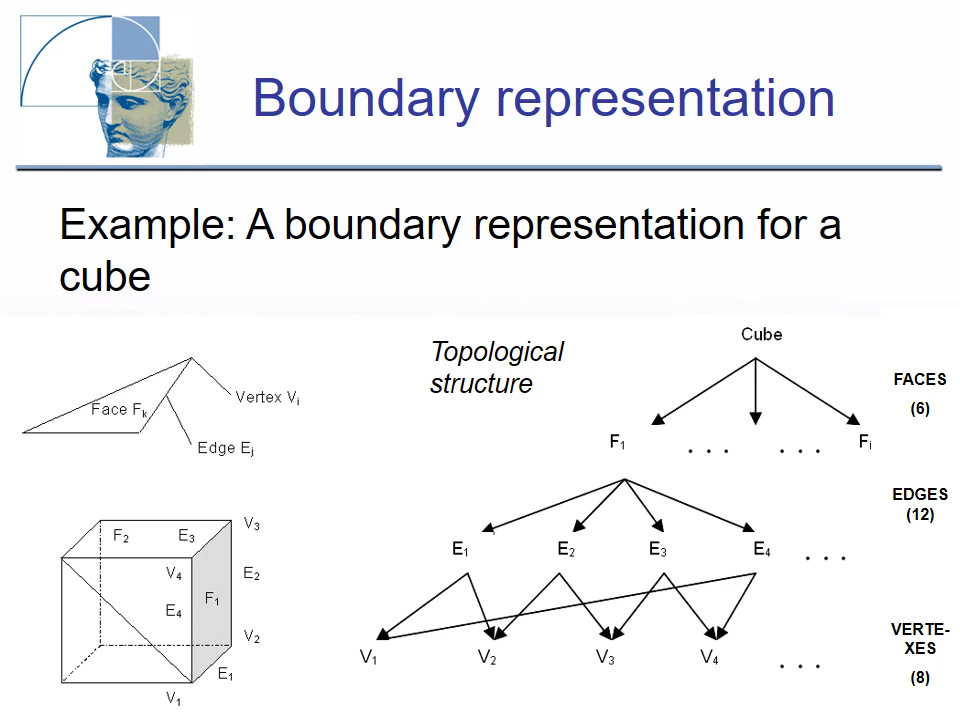 Boundary representation
Example: A boundary representation for a
cube
Topological
structure
Face Fk
Vertex Vi
Edge Ej
Cube
FACES
(6)
F1
. . .
. . .
Fi
EDGES
(12)
E1
E2
E3
E4
. . .
VERTE-
XES
(8)
V1
V2
V3
V4
. . .
F2
E3
V3
V4
E2
F1
E4
V2
E1
V1